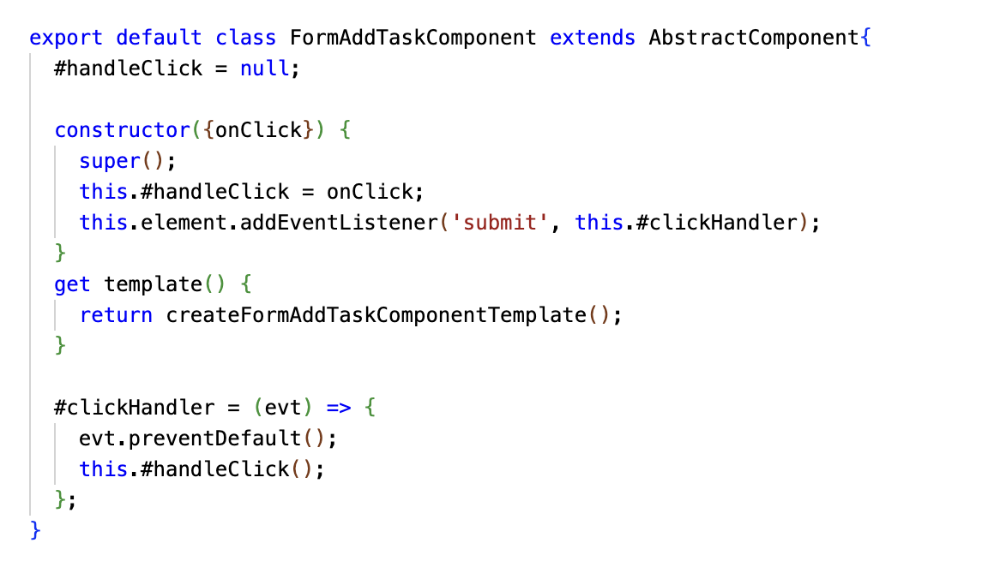 export default class FormAddTaskComponent extends AbstractComponent{
  #handleClick = null;

  constructor({onClick}) {
    super();
    this.#handleClick = onClick;
    this.element.addEventListener('submit', this.#clickHandler);
  }
  get template() {
    return createFormAddTaskComponentTemplate();
  }

  #clickHandler = (evt) => {
    evt.preventDefault();
    this.#handleClick();
  };
}